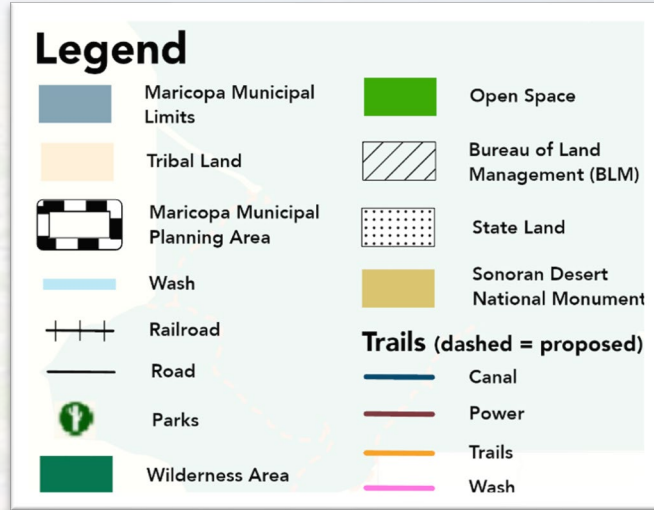 Legend
Maricopa Municipal
Limits
Tribal Land
Maricopa Municipal
Planning Area
Wash
Railroad
Road
Parks
Wilderness Area
Open Space
Bureau of Land
Management (BLM)
State Land
Sonoran Desert
National Monument
Trails (dashed = proposed)
Canal
Power
Trails
Wash